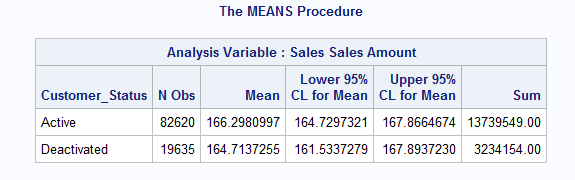 The MEANS Procedure
Analysis Variable : Sales Sales Amount
Customer_Status N Obs Mean Lower 95% CL for Mean Upper 95% CL for Mean Sum
Active 82620 166.2980997 164.7297321 167.8664674 13739549.00
Deactivated 19635 164.7137255 161.5337279 167.8937230 3234154.00